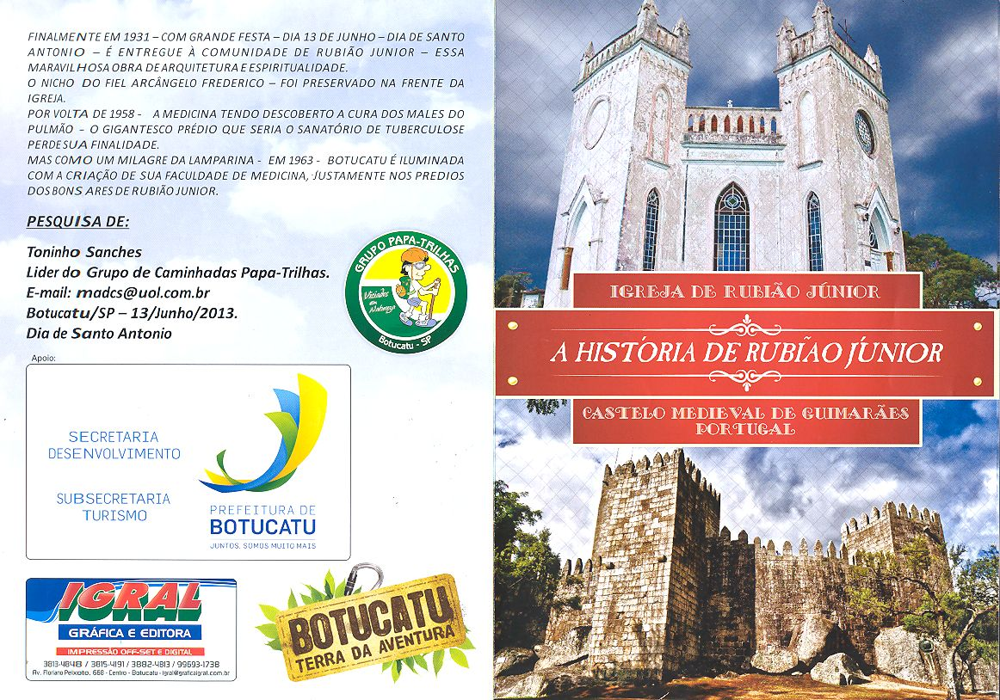 FINALMENTE EM 1931 – COM GRANDE FESTA – DIA 13 DE JUNHO – DIA DE SANTO
ANTONIO – É ENTREGUE À COMUNIDADE DE RUBIÃO JUNIOR – ESSA
MARAVILHOSA OBRA DE ARQUITETURA E ESPIRITUALIDADE.
O NICHO DO FIEL ARCÂNGELO FREDERICO – FOI PRESERVADO NA FRENTE DA
IGREJA.
POR VOLTA DE 1958 - A MEDICINA TENDO DESCOBERTO A CURA DOS MALES DO
PULMÃO - O GIGANTESCO PRÉDIO QUE SERIA O SANATÓRIO DE TUBERCULOSE
PERDE SUA FINALIDADE.
MAS COMO UM MILAGRE DA LAMPARINA - EM 1963 - BOTUCATU É ILUMINADA
COM A CRIAÇÃO DE SUA FACULDADE DE MEDICINA, JUSTAMENTE NOS PREDIOS
DOS BONS ARES DE RUBIÃO JUNIOR.
PESQUISA DE:
Toninho Sanches
Lider do Grupo de Caminhadas Papa-Trilhas.
E-mail: madcs@uol.com.br
Botucatu/SP – 13/Junho/2013.
Dia de Santo Antonio
GRUPO PAPA-TRILHAS
Viciados
em
Natureza
Botucatu - SP
Apoio:
SECRETARIA
DESENVOLVIMENTO
SUBSECRETARIA
TURISMO
PREFEITURA DE
BOTUCATU
JUNTOS, SOMOS MUITO MAIS
IGRAL
GRÁFICA E EDITORA
IMPRESSÃO OFF-SET E DIGITAL
3813-4848 / 3815-4191 / 3882-4813 / 99693-1738
Av. Floriano Peixoto, 668 - Centro - Botucatu - igral@graficaigral.com.br
BOTUCATU
TERRA DA AVENTURA
IGREJA DE RUBIÃO JÚNIOR
A HISTÓRIA DE RUBIÃO JÚNIOR
CASTELO MEDIEVAL DE GUIMARÃES
PORTUGAL